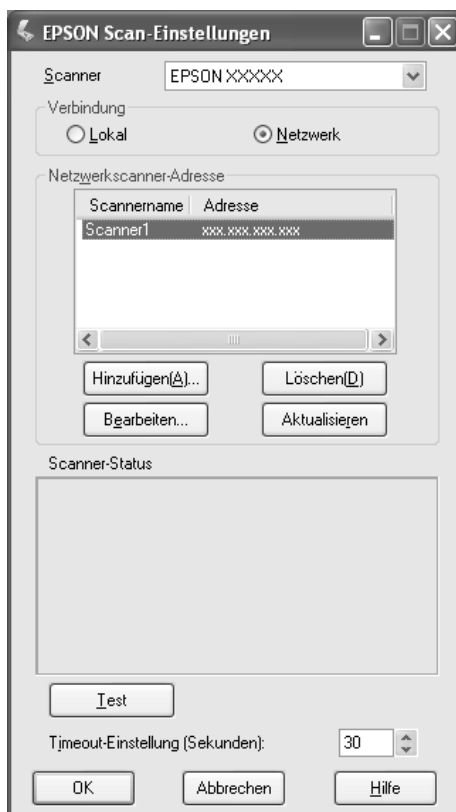 EPSON Scan-Einstellungen
Scanner EPSON XXXXX
Verbindung
Lokal Netzwerk
Netzwerkscanner-Adresse
Scannername Adresse
Scanner1 xxx.xxx.xxx.xxx
Hinzufügen(A)... Löschen(D)
Bearbeiten... Aktualisieren
Scanner-Status
Test
Timeout-Einstellung (Sekunden): 30
OK Abbrechen Hilfe